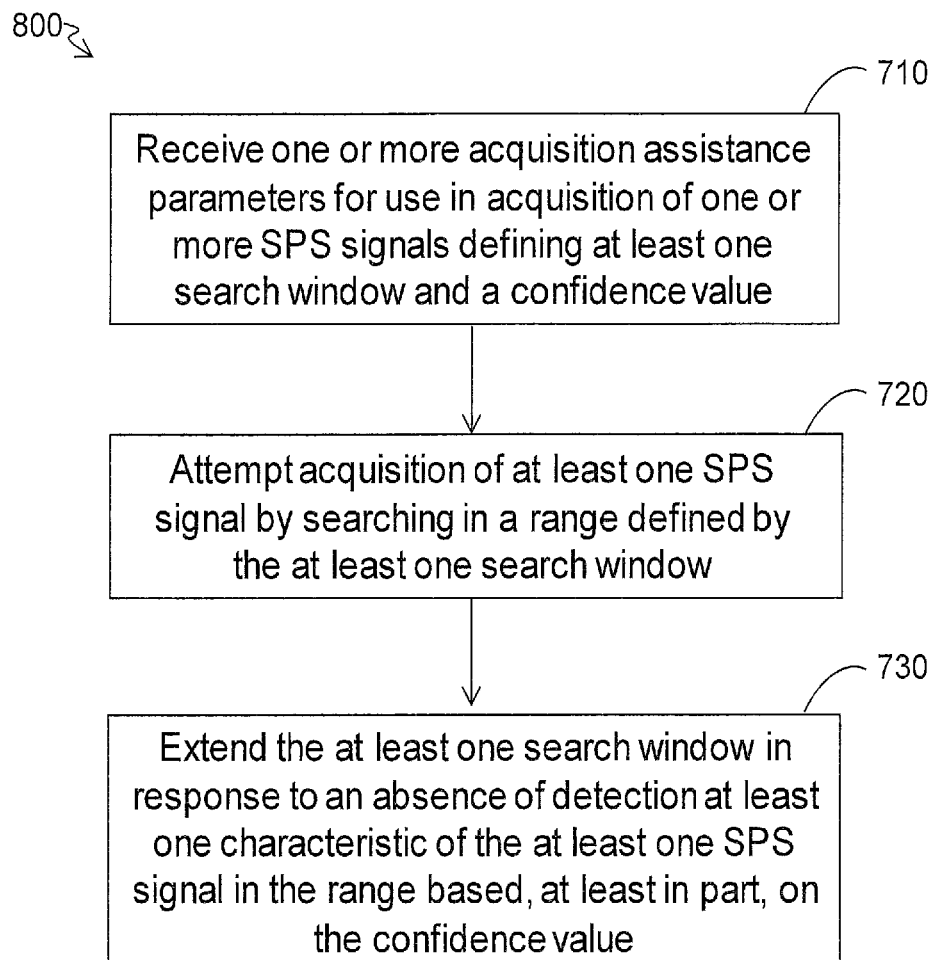 800
710
Receive one or more acquisition assistance
parameters for use in acquisition of one or
more SPS signals defining at least one
search window and a confidence value
720
Attempt acquisition of at least one SPS
signal by searching in a range defined by
the at least one search window
730
Extend the at least one search window in
response to an absence of detection at least
one characteristic of the at least one SPS
signal in the range based, at least in part, on
the confidence value